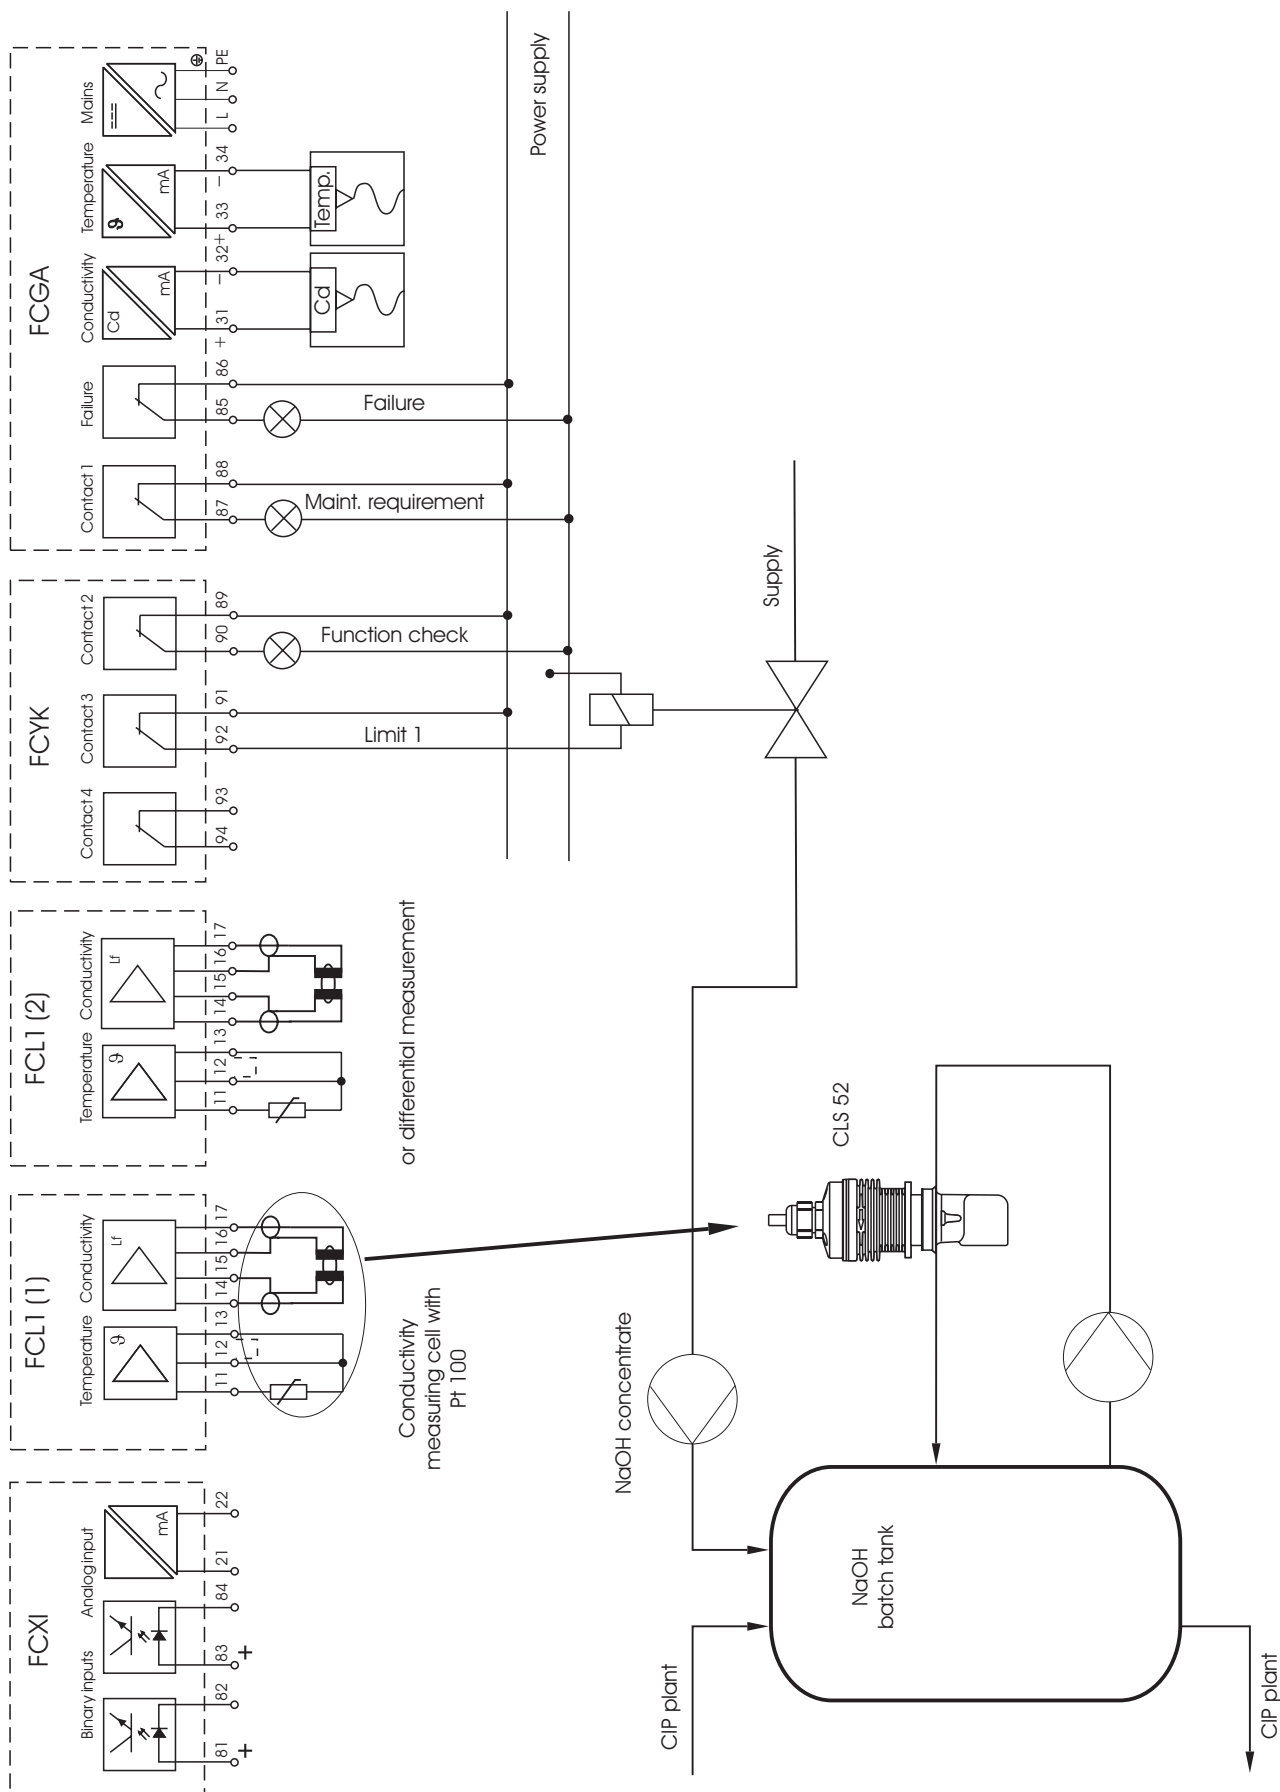 FCXI
Binary inputs
Analog input
mA
81
82
83
84
21
22
+
+
FCL1 (1)
Temperature
Conductivity
ϑ
Lf
11
12
13
14
15
16
17
Conductivity
measuring cell with
Pt 100
FCL1 (2)
Temperature
Conductivity
ϑ
Lf
11
12
13
14
15
16
17
or differential measurement
FCYK
Contact 4
Contact 3
Contact 2
94
93
92
91
90
89
Limit 1
Function check
FCGA
Contact 1
Failure
Conductivity
Temperature
Mains
Cd
mA
ϑ
mA
87
88
85
86
+ 31
− 32
+ 33
− 34
L
N
PE
Maint. requirement
Failure
Cd
Temp.
Power supply
Supply
CLS 52
NaOH concentrate
NaOH
batch tank
CIP plant
CIP plant